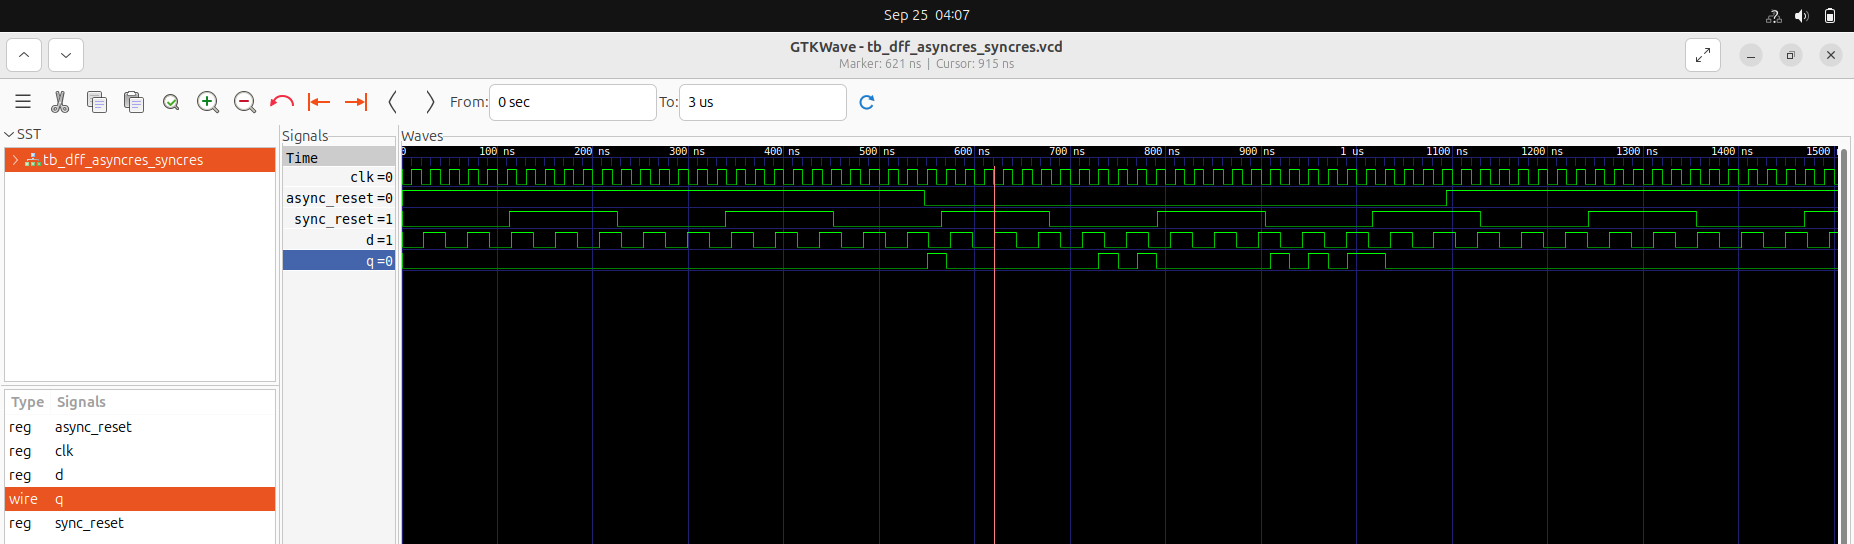 Sep 25 04:07
GTKWave - tb_dff_asyncres_syncres.vcd
Marker: 621 ns | Cursor: 915 ns
From: 0 sec To: 3 us
SST
tb_dff_asyncres_syncres
Type Signals
reg async_reset
reg clk
reg d
wire q
reg sync_reset
Signals
Time
clk =0
async_reset =0
sync_reset =1
d =1
q =0
Waves
0 100 ns 200 ns 300 ns 400 ns 500 ns 600 ns 700 ns 800 ns 900 ns 1 us 1100 ns 1200 ns 1300 ns 1400 ns 1500